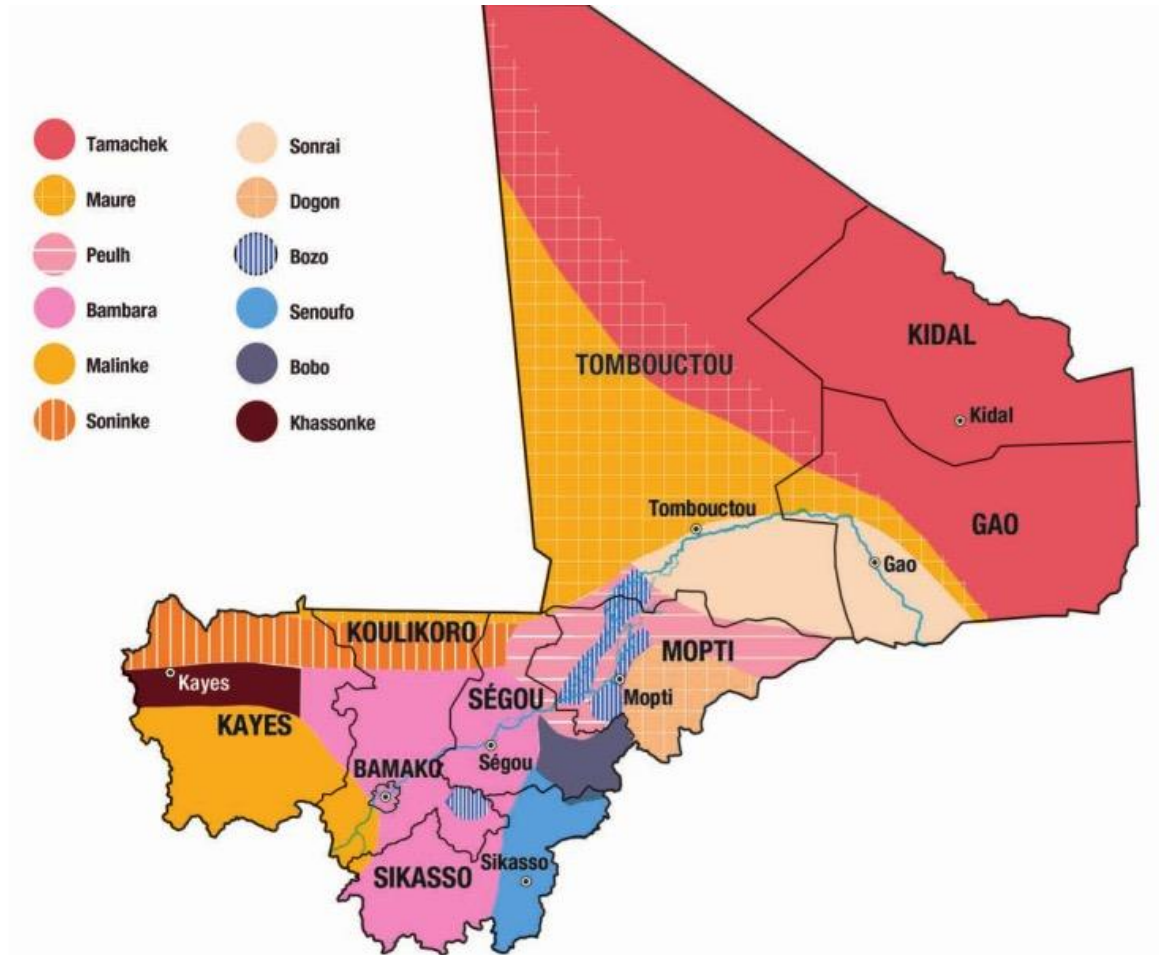 Tamachek
Maure
Peulh
Bambara
Malinke
Soninke
Sonrai
Dogon
Bozo
Senoufo
Bobo
Khassonke
KIDAL
TOMBOUCTOU
Kidal
Tombouctou
GAO
Gao
KOULIKORO
MOPTI
Kayes
SÉGOU
Mopti
KAYES
Ségou
BAMAKO
Sikasso
SIKASSO